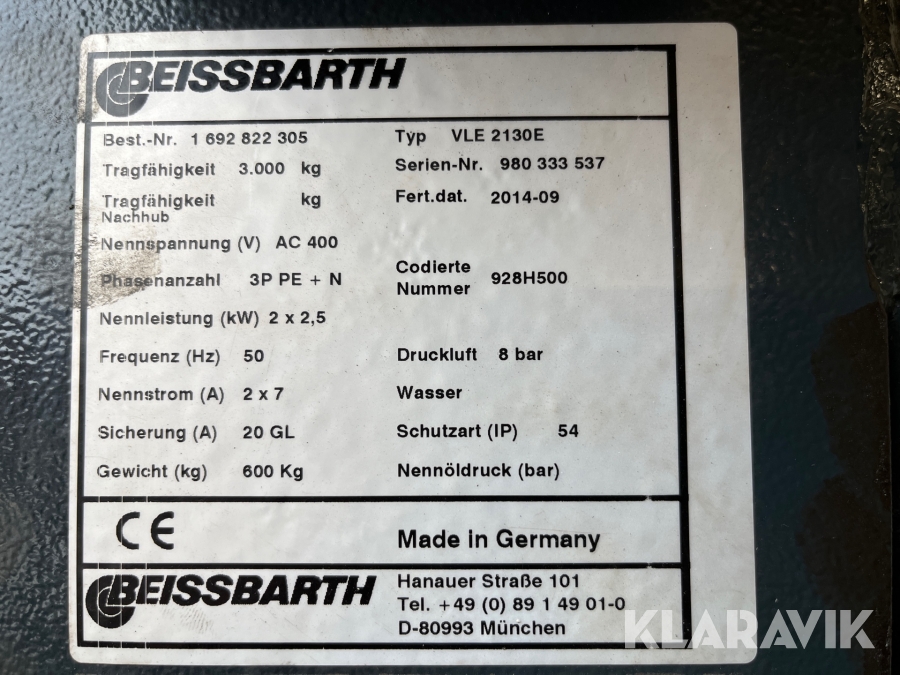 BEISSBARTH
Best.-Nr. 1 692 822 305 Typ VLE 2130E
Tragfähigkeit 3.000 kg Serien-Nr. 980 333 537
Tragfähigkeit kg Fert.dat. 2014-09
Nachhub
Nennspannung (V) AC 400
Phasenanzahl 3P PE + N Codierte
Nummer 928H500
Nennleistung (kW) 2 x 2,5
Frequenz (Hz) 50 Druckluft 8 bar
Nennstrom (A) 2 x 7 Wasser
Sicherung (A) 20 GL Schutzart (IP) 54
Gewicht (kg) 600 Kg Nennöldruck (bar)
CE Made in Germany
BEISSBARTH Hanauer Straße 101
Tel. +49 (0) 89 1 49 01-0
D-80993 München
KLARAVIK